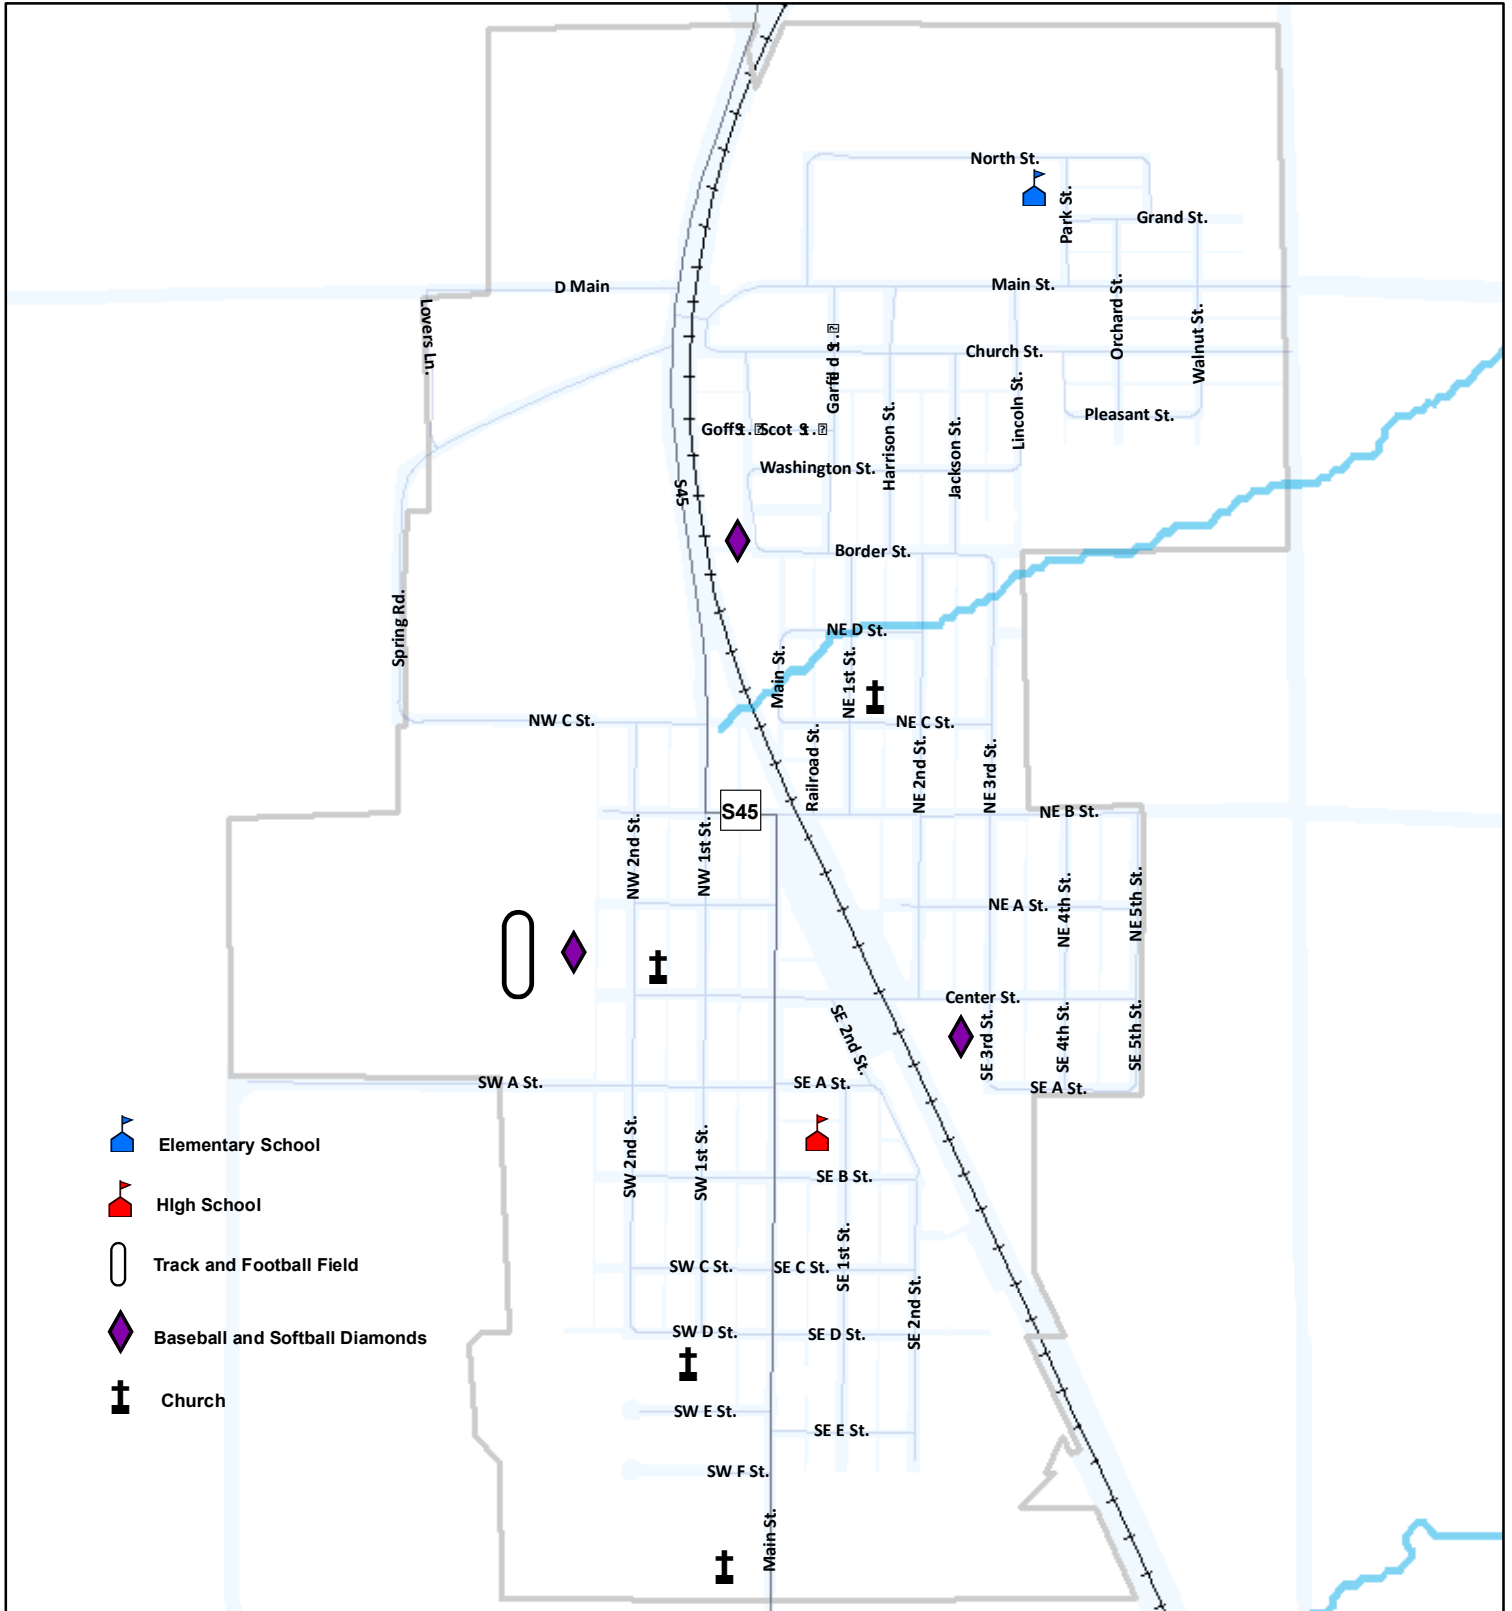 North St.
Park St.
Grand St.
D Main
Main St.
Lovers Ln.
Orchard St.
Walnut St.
Church St.
Lincoln St.
Pleasant St.
Harrison St.
Jackson St.
Washington St.
S45
Border St.
Spring Rd.
NE D St.
Main St.
NE 1st St.
NW C St.
NE C St.
Railroad St.
NE 2nd St.
NE 3rd St.
S45
NE B St.
NW 2nd St.
NW 1st St.
NE A St.
NE 4th St.
NE 5th St.
Center St.
SE 2nd St.
SE 3rd St.
SE 4th St.
SE 5th St.
SW A St.
SE A St.
SE A St.
Elementary School
SW 2nd St.
SW 1st St.
SE B St.
HIgh School
SE 1st St.
Track and Football Field
SW C St.
SE C St.
SE 2nd St.
Baseball and Softball Diamonds
SW D St.
SE D St.
Church
SW E St.
SE E St.
SW F St.
Main St.